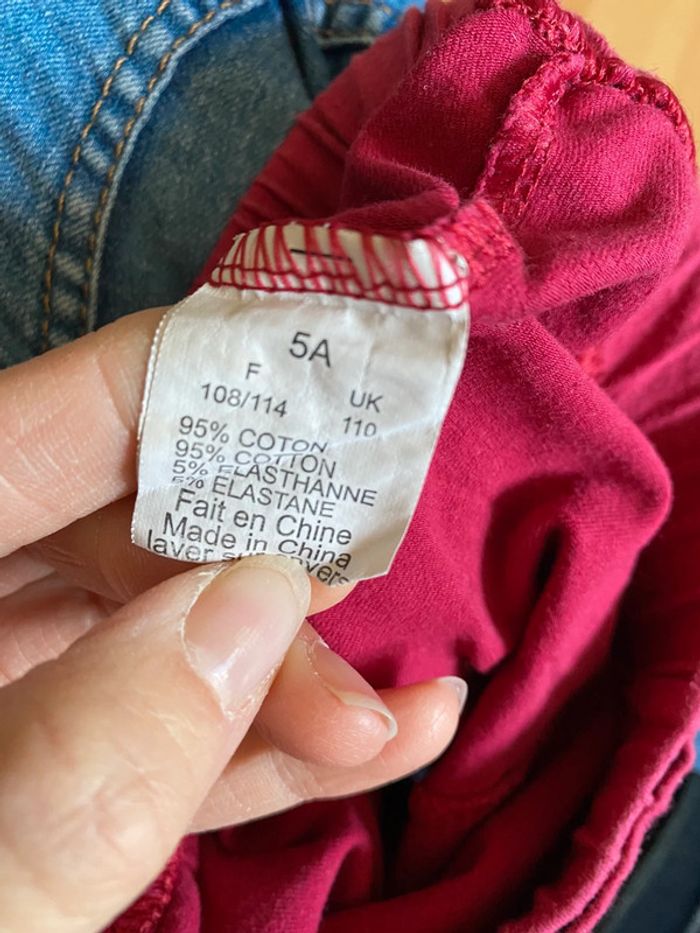 5A
F UK
108/114 110
95% COTON
95% COTTON
5% ELASTHANNE
5% ELASTANE
Fait en Chine
Made in China
laver